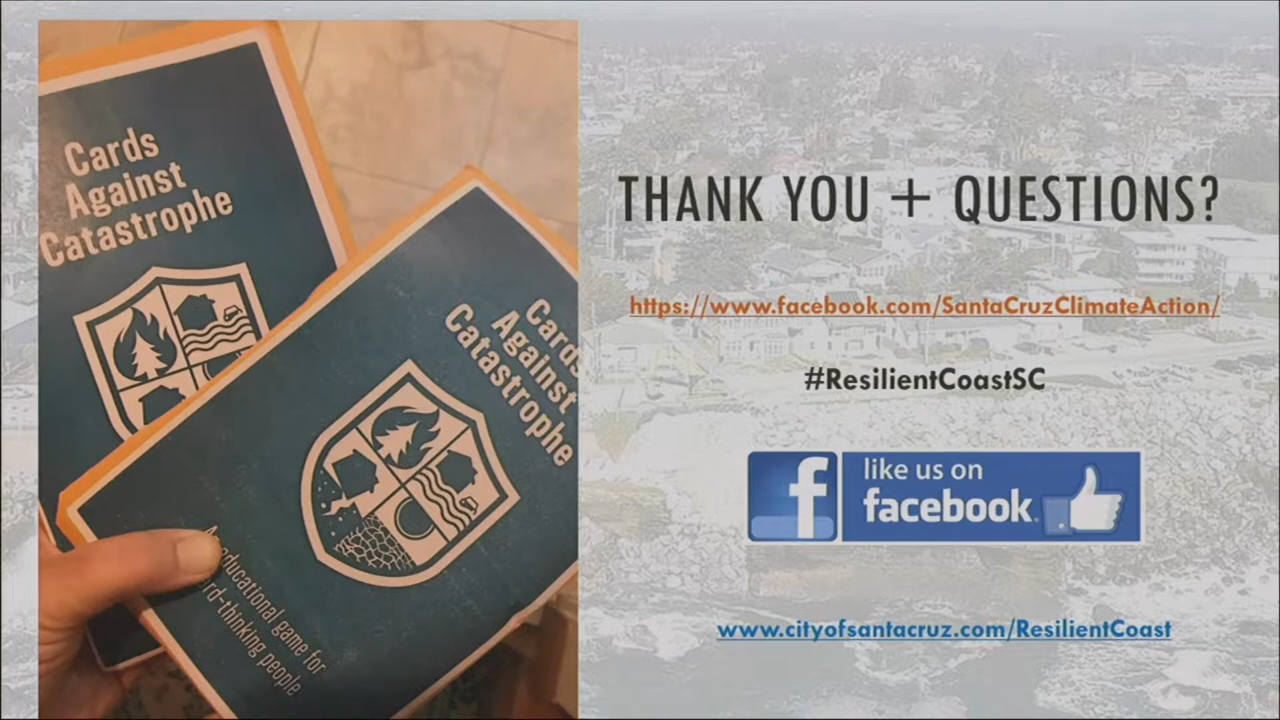 Cards
Against
Catastrophe
Cards
Against
Catastrophe
educational game for
people
THANK YOU + QUESTIONS?
https://www.facebook.com/SantaCruzClimateAction/
#ResilientCoastSC
f like us on
facebook
www.cityofsantacruz.com/ResilientCoast